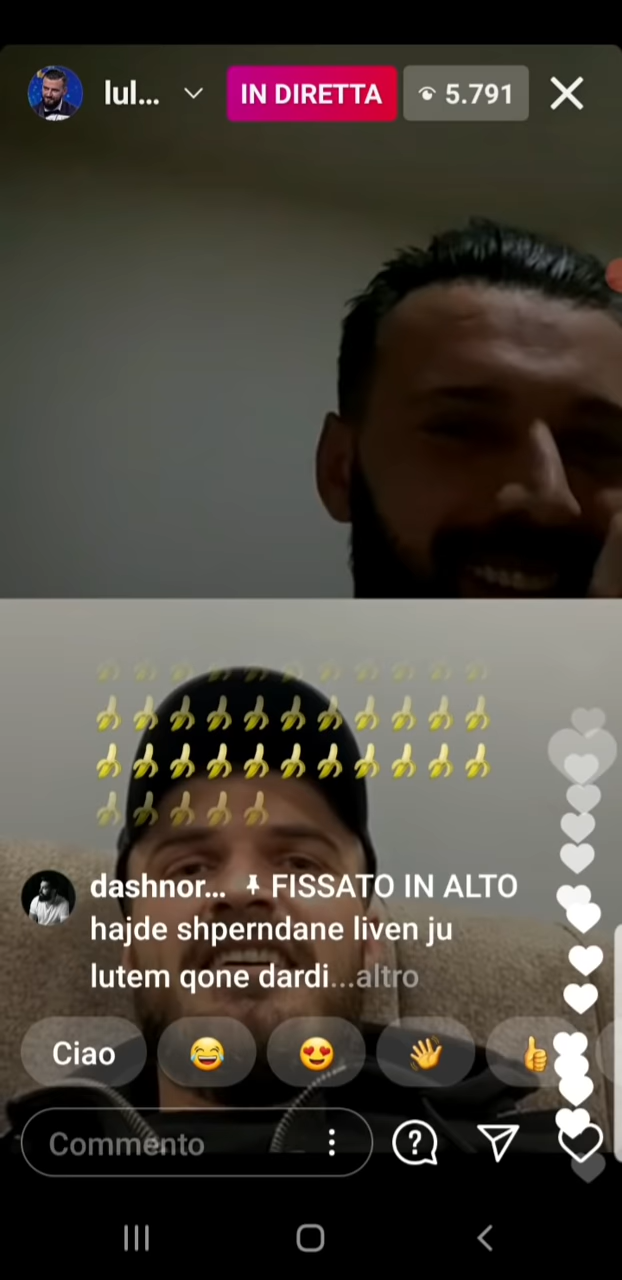 lul...
IN DIRETTA
5.791
dashnor... FISSATO IN ALTO
hajde shperndane liven ju
lutem qone dardi...altro
Ciao
Commento